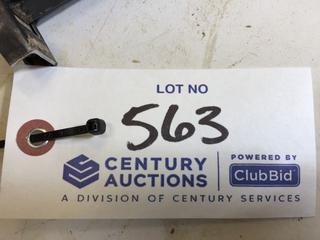 LOT NO
563
CENTURY
AUCTIONS
POWERED BY
ClubBid
A DIVISION OF CENTURY SERVICES